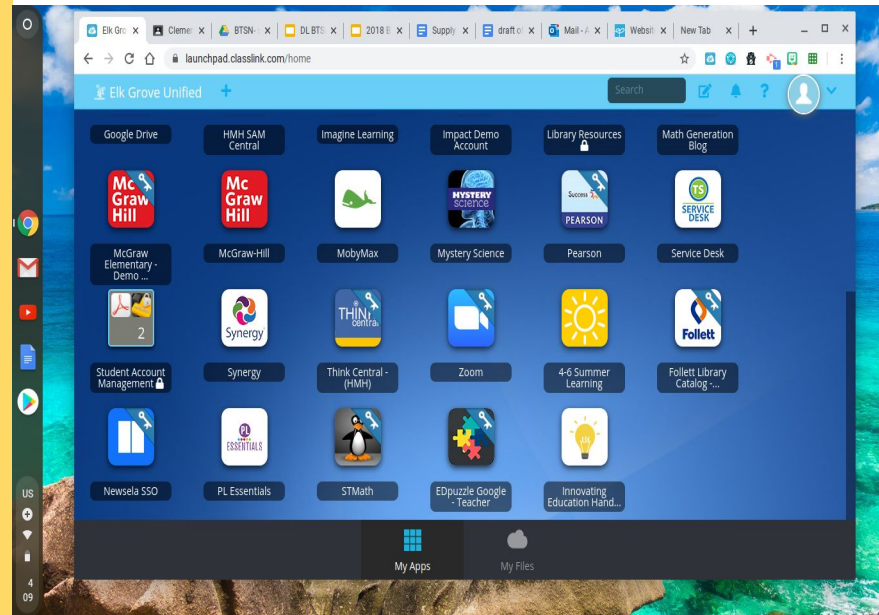 Elk Gro
Clemen
BTSN-
DL BTS
2018 B
Supply
draft o
Mail - A
Websit
New Tab
launchpad.classlink.com/home
Elk Grove Unified
Search
Google Drive
HMH SAM
Central
Imagine Learning
Impact Demo
Account
Library Resources
Math Generation
Blog
Mc
Graw
Hill
Mc
Graw
Hill
MYSTERY
SCIENCE
Success
PEARSON
TS
SERVICE
DESK
McGraw
Elementary -
Demo ...
McGraw-Hill
MobyMax
Mystery Science
Pearson
Service Desk
2
Synergy
THINK
central
Follett
Student Account
Management
Synergy
Think Central -
(HMH)
Zoom
4-6 Summer
Learning
Follett Library
Catalog -...
PL
ESSENTIALS
Newsela SSO
PL Essentials
STMath
EDpuzzle Google
- Teacher
Innovating
Education Hand...
My Apps
My Files
US
4
09